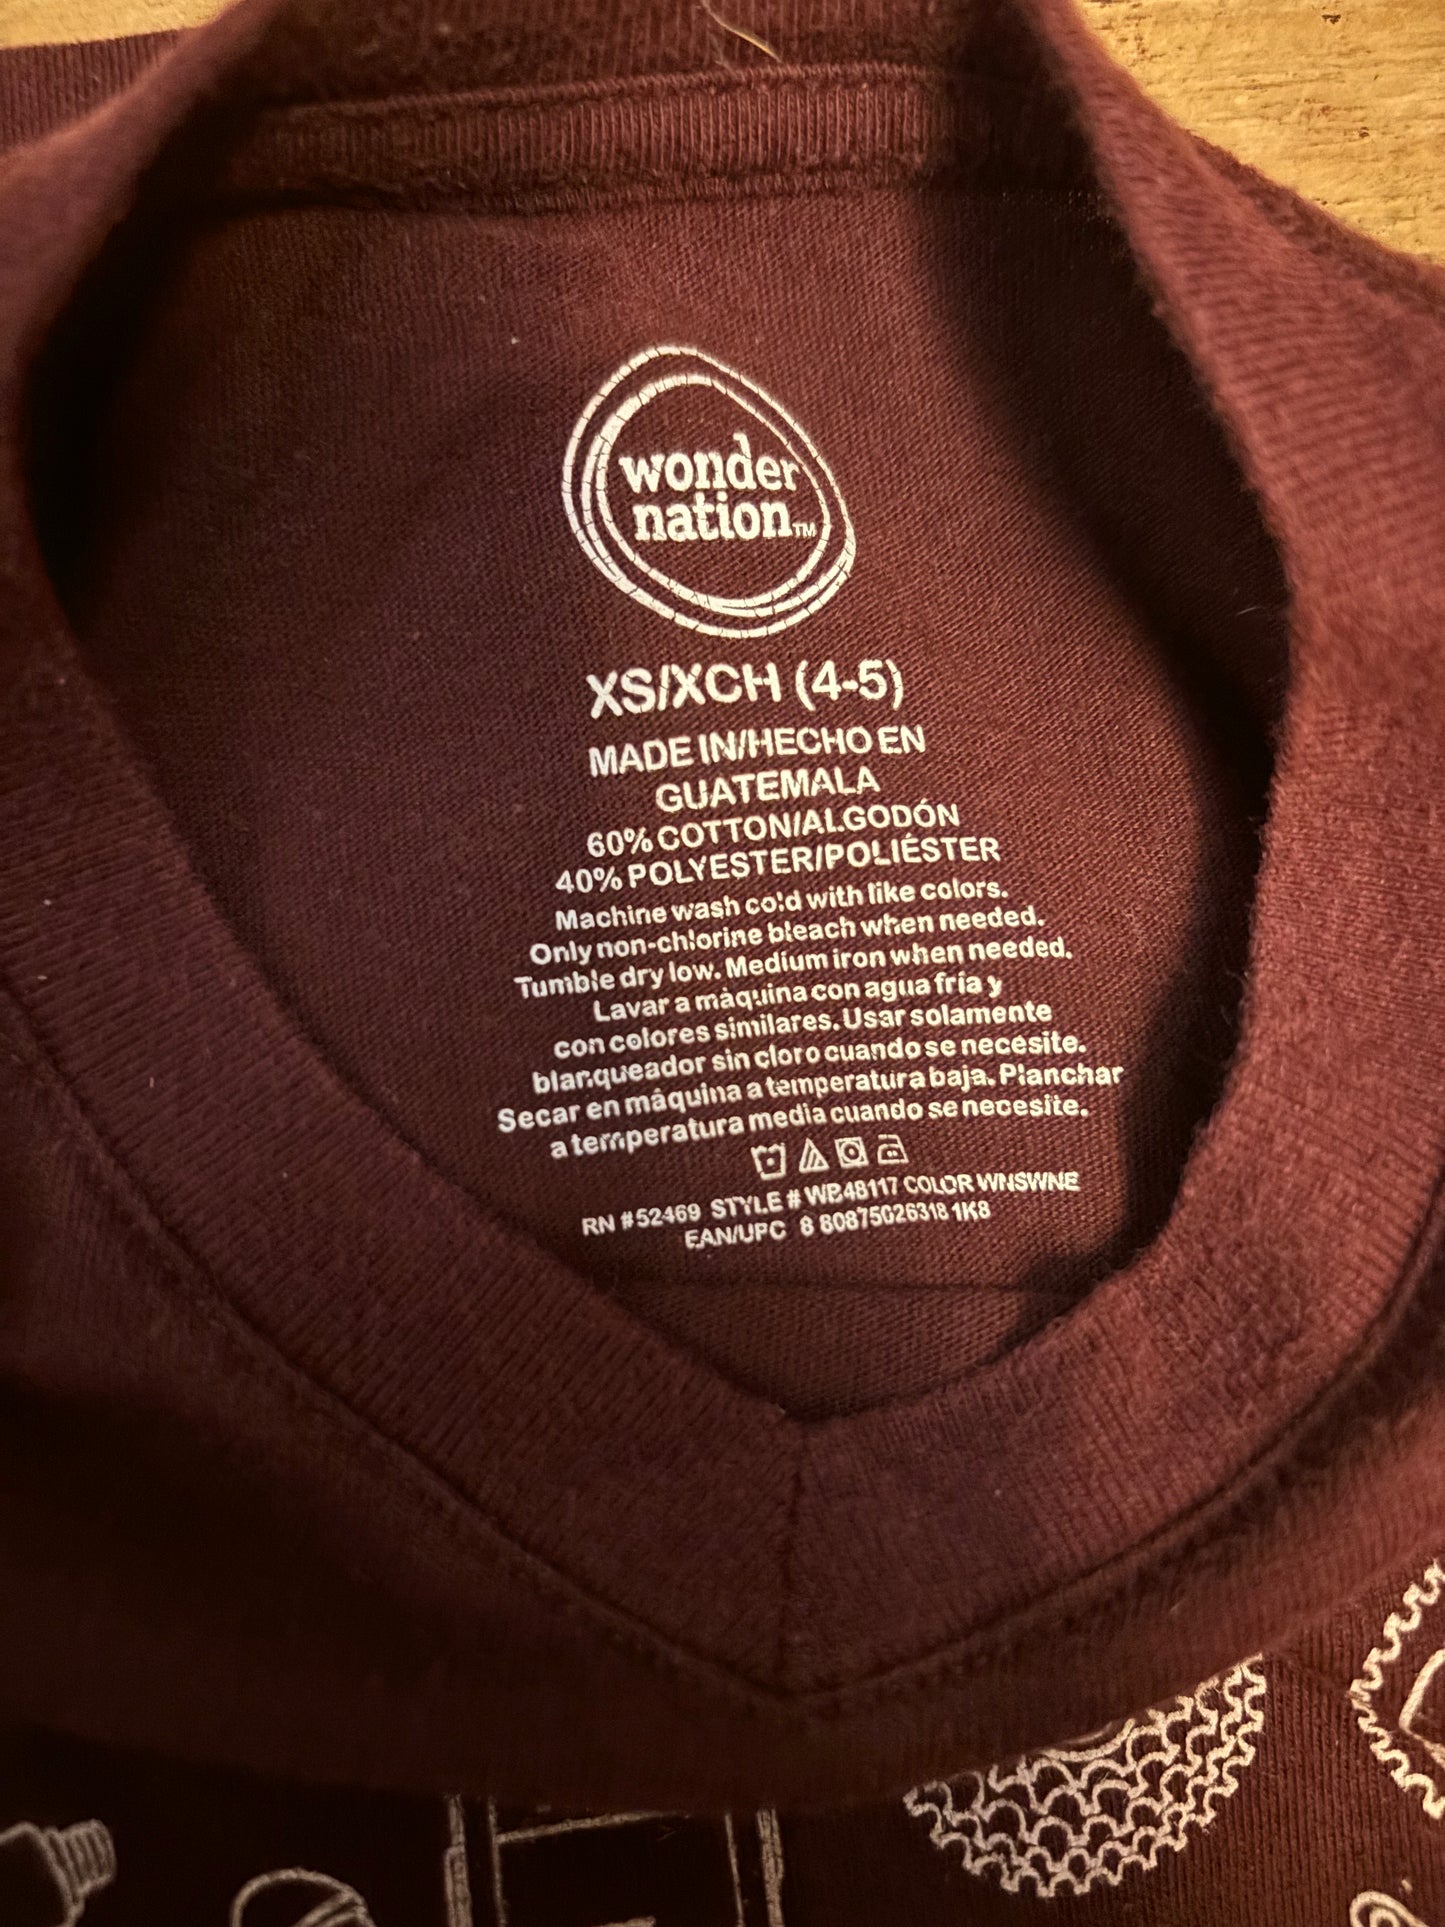 wonder
nation™
XS/XCH (4-5)
MADE IN/HECHO EN
GUATEMALA
60% COTTON/ALGODÓN
40% POLYESTER/POLIÉSTER
Machine wash cold with like colors.
Only non-chlorine bleach when needed.
Tumble dry low. Medium iron when needed.
Lavar a máquina con agua fría y
con colores similares. Usar solamente
blanqueador sin cloro cuando se necesite.
Secar en máquina a temperatura baja. Planchar
a temperatura media cuando se necesite.
RN #52469 STYLE # WB48117 COLOR WNSWNE
EAN/UPC 8 80875026318 1K8